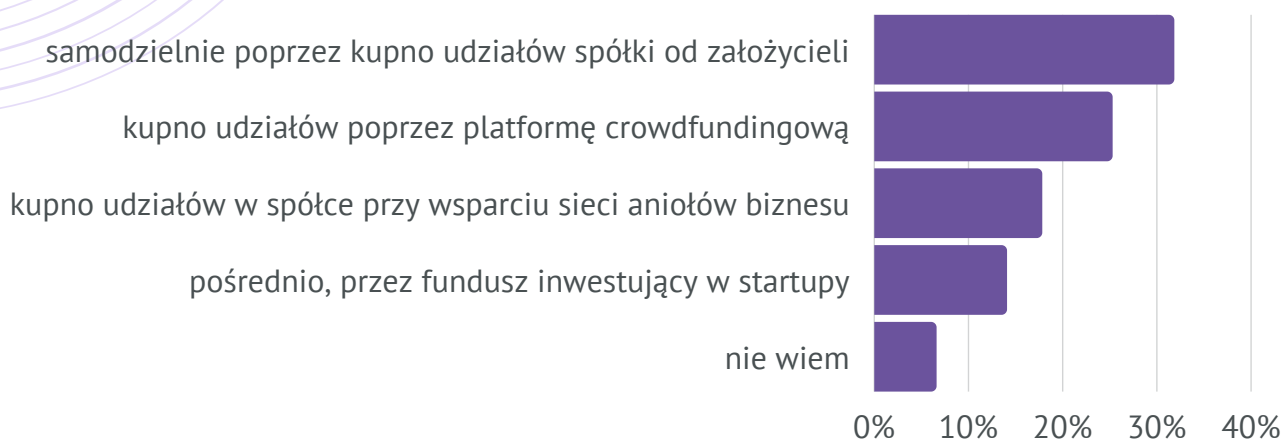 samodzielnie poprzez kupno udziałów spółki od założycieli
kupno udziałów poprzez platformę crowdfundingową
kupno udziałów w spółce przy wsparciu sieci aniołów biznesu
pośrednio, przez fundusz inwestujący w startupy
nie wiem
0% 10% 20% 30% 40%